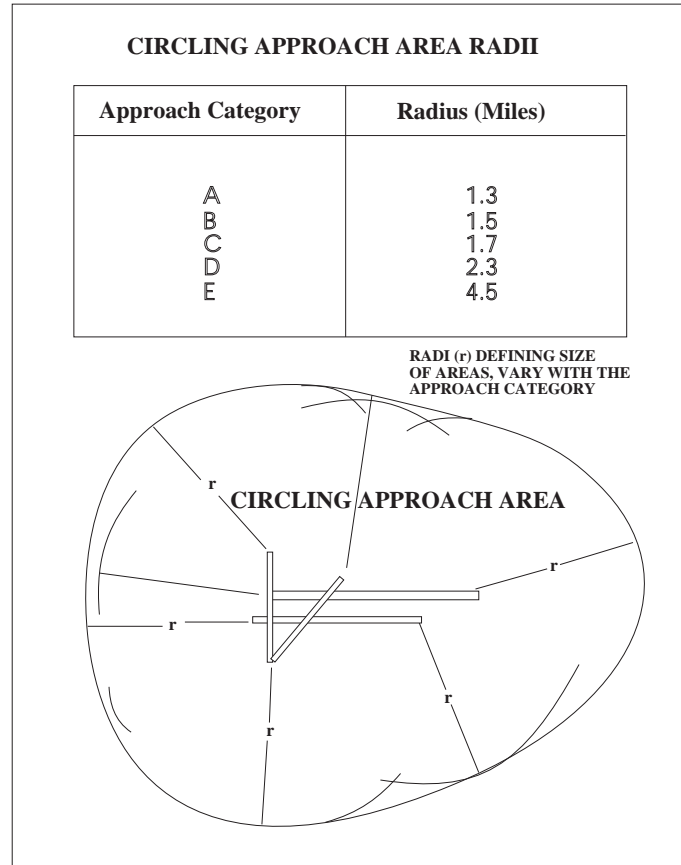 CIRCLING APPROACH AREA RADII
Approach Category Radius (Miles)
A 1.3
B 1.5
C 1.7
D 2.3
E 4.5
RADI (r) DEFINING SIZE
OF AREAS, VARY WITH THE
APPROACH CATEGORY
r
CIRCLING APPROACH AREA
r
r
r
r